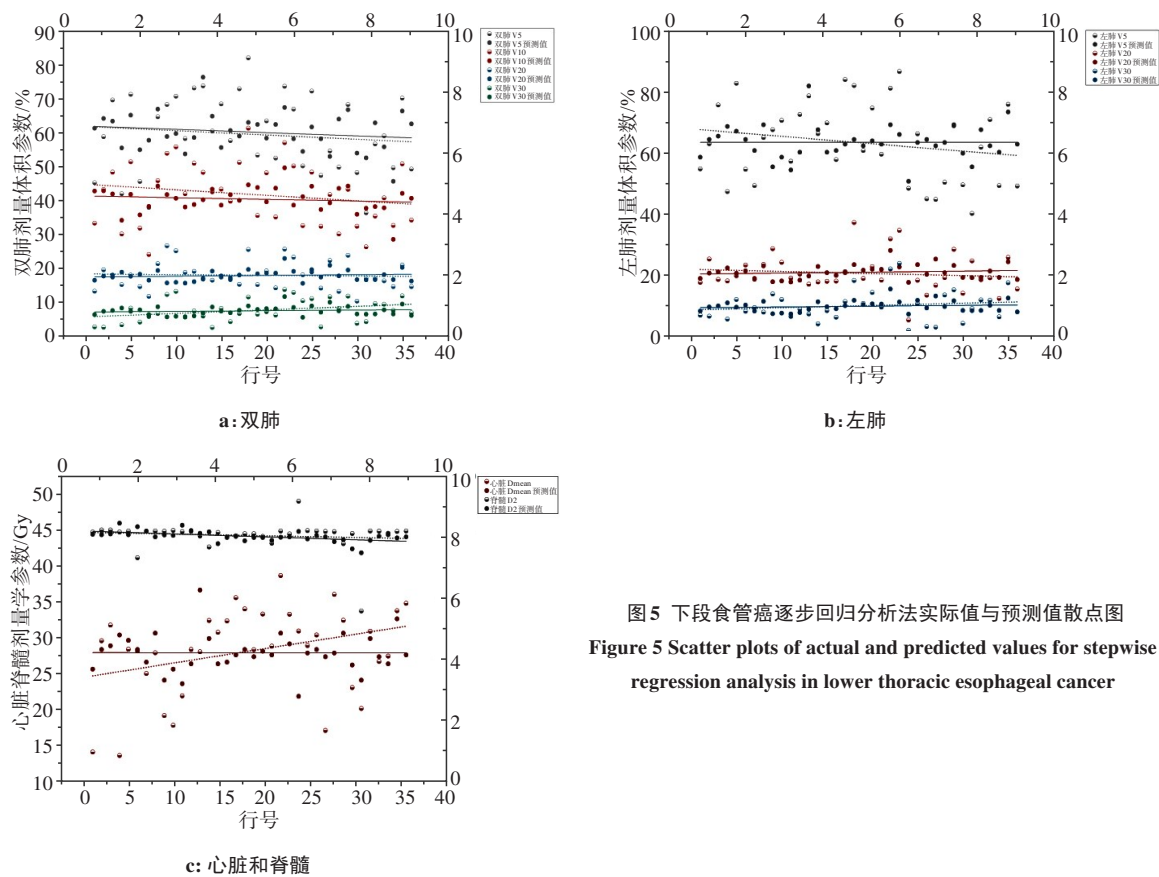 0 2 4 6 8 10
90
80
70
60
50
40
30
20
10
0
10
8
6
4
2
0
双肺剂量体积参数/%
双肺 V5
双肺 V5 预测值
双肺 V10
双肺 V10 预测值
双肺 V20
双肺 V20 预测值
双肺 V30
双肺 V30 预测值
0 5 10 15 20 25 30 35 40
行号
a:双肺
0 2 4 6 8 10
100
80
60
40
20
0
10
8
6
4
2
0
左肺剂量体积参数/%
左肺 V5
左肺 V5 预测值
左肺 V20
左肺 V20 预测值
左肺 V30
左肺 V30 预测值
0 5 10 15 20 25 30 35 40
行号
b:左肺
0 2 4 6 8 10
50
45
40
35
30
25
20
15
10
10
8
6
4
2
0
心脏脊髓剂量学参数/Gy
心脏 Dmean
心脏 Dmean 预测值
脊髓 D2
脊髓 D2 预测值
0 5 10 15 20 25 30 35 40
行号
c: 心脏和脊髓
图5 下段食管癌逐步回归分析法实际值与预测值散点图
Figure 5 Scatter plots of actual and predicted values for stepwise
regression analysis in lower thoracic esophageal cancer